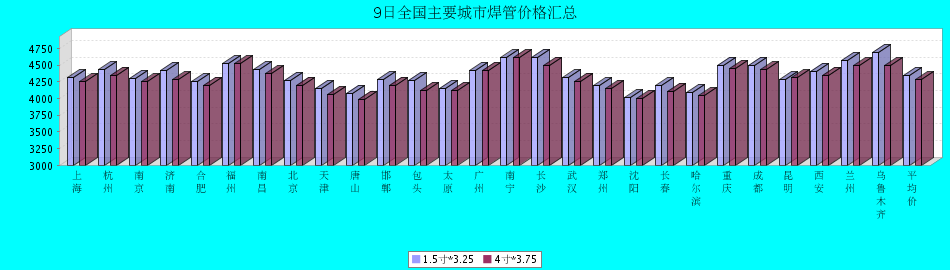 9日全国主要城市焊管价格汇总
4750
4500
4250
4000
3750
3500
3250
3000
上海
杭州
南京
济南
合肥
福州
南昌
北京
天津
唐山
邯郸
包头
太原
广州
南宁
长沙
武汉
郑州
沈阳
长春
哈尔滨
重庆
成都
昆明
西安
兰州
乌鲁木齐
平均价
1.5寸*3.25 4寸*3.75